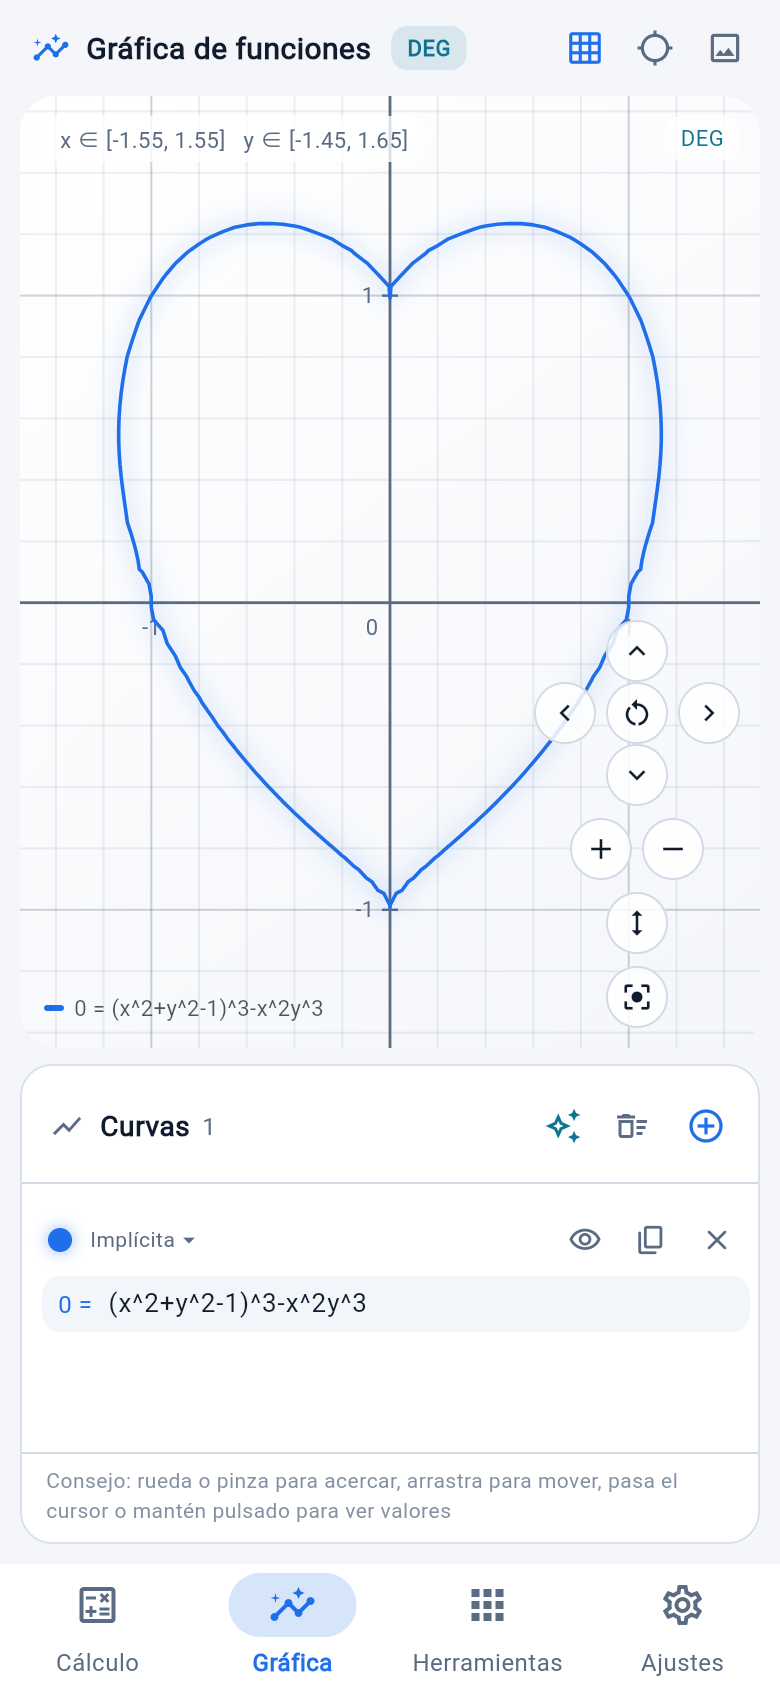 Gráfica de funciones DEG
x ∈ [-1.55, 1.55] y ∈ [-1.45, 1.65] DEG
1
-1 0
-1
0 = (x^2+y^2-1)^3-x^2y^3
Curvas 1
Implícita
0 = (x^2+y^2-1)^3-x^2y^3
Consejo: rueda o pinza para acercar, arrastra para mover, pasa el
cursor o mantén pulsado para ver valores
Cálculo Gráfica Herramientas Ajustes